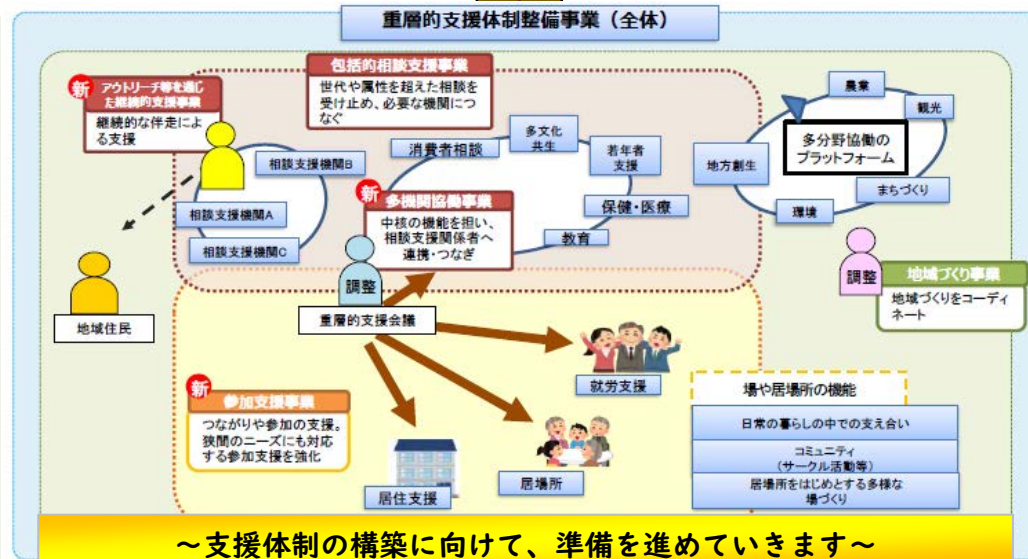 重層的支援体制整備事業（全体）
新
アウトリーチ等を通じ
た継続的支援事業
継続的な伴走によ
る支援
包括的相談支援事業
世代や属性を超えた相談を
受け止め、必要な機関につ
なぐ
相談支援機関B
相談支援機関A
相談支援機関C
消費者相談
多文化
共生
若年者
支援
保健・医療
教育
新
多機関協働事業
中核の機能を担い、
相談支援関係者へ
連携・つなぎ
農業
観光
多分野協働の
プラットフォーム
地方創生
まちづくり
環境
調整
地域づくり事業
地域づくりをコーディ
ネート
地域住民
調整
重層的支援会議
就労支援
新
参加支援事業
つながりや参加の支援。
狭間のニーズにも対応
する参加支援を強化
居住支援
居場所
場や居場所の機能
日常の暮らしの中での支え合い
コミュニティ
（サークル活動等）
居場所をはじめとする多様な
場づくり
～支援体制の構築に向けて、準備を進めていきます～